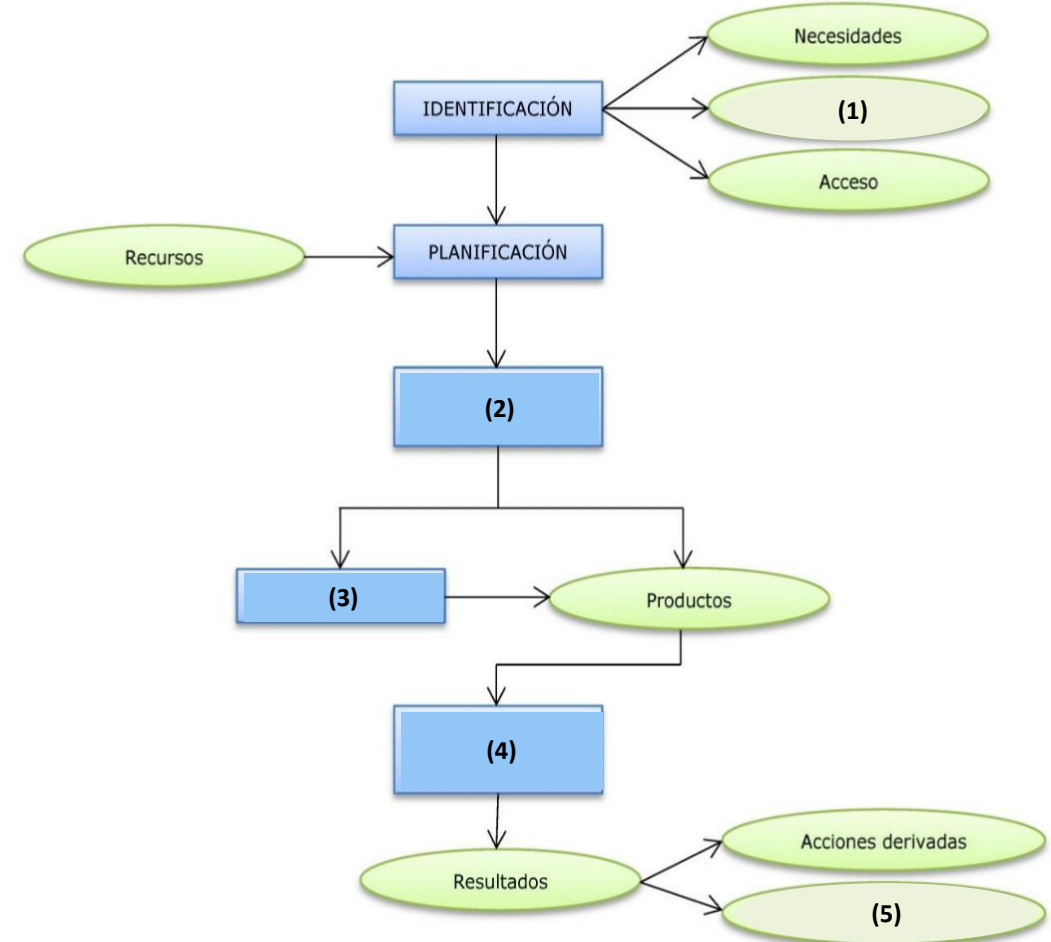 Necesidades
IDENTIFICACIÓN
(1)
Acceso
Recursos
PLANIFICACIÓN
(2)
(3)
Productos
(4)
Acciones derivadas
Resultados
(5)